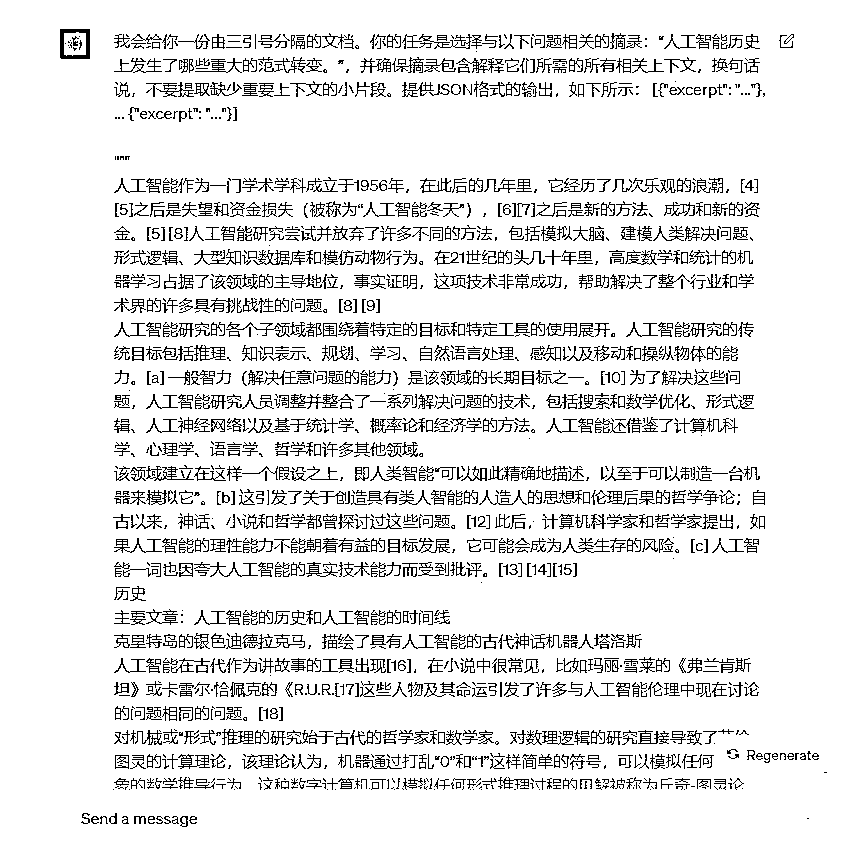 我会给你一份由三引号分隔的文档。你的任务是选择与以下问题相关的摘录：“人工智能历史
上发生了哪些重大的范式转变。”，并确保摘录包含解释它们所需的所有相关上下文，换句话
说，不要提取缺少重要上下文的小片段。提供JSON格式的输出，如下所示： [{"excerpt": "..."},
... {"excerpt": "..."}]
"""
人工智能作为一门学术学科成立于1956年，在此后的几年里，它经历了几次乐观的浪潮，[4]
[5]之后是失望和资金损失（被称为“人工智能冬天”），[6][7]之后是新的方法、成功和新的资
金。[5][8]人工智能研究尝试并放弃了许多不同的方法，包括模拟大脑、建模人类解决问题、
形式逻辑、大型知识数据库和模仿动物行为。在21世纪的头几十年里，高度数学和统计的机
器学习占据了该领域的主导地位，事实证明，这项技术非常成功，帮助解决了整个行业和学
术界的许多具有挑战性的问题。[8][9]
人工智能研究的各个子领域都围绕着特定的目标和特定工具的使用展开。人工智能研究的传
统目标包括推理、知识表示、规划、学习、自然语言处理、感知以及移动和操纵物体的能
力。[a]一般智力（解决任意问题的能力）是该领域的长期目标之一。[10]为了解决这些问
题，人工智能研究人员调整并整合了一系列解决问题的技术，包括搜索和数学优化、形式逻
辑、人工神经网络以及基于统计学、概率论和经济学的方法。人工智能还借鉴了计算机科
学、心理学、语言学、哲学和许多其他领域。
该领域建立在这样一个假设之上，即人类智能“可以如此精确地描述，以至于可以制造一台机
器来模拟它”。[b]这引发了关于创造具有类人智能的人造人的思想和伦理后果的哲学争论；自
古以来，神话、小说和哲学都曾探讨过这些问题。[12]此后，计算机科学家和哲学家提出，如
果人工智能的理性能力不能朝着有益的目标发展，它可能会成为人类生存的风险。[c]人工智
能一词也因夸大人工智能的真实技术能力而受到批评。[13][14][15]
历史
主要文章：人工智能的历史和人工智能的时间线
克里特岛的银色迪德拉克马，描绘了具有人工智能的古代神话机器人塔洛斯
人工智能在古代作为讲故事的工具出现[16]，在小说中很常见，比如玛丽·雪莱的《弗兰肯斯
坦》或卡雷尔·恰佩克的《R.U.R.[17]这些人物及其命运引发了许多与人工智能伦理中现在讨论
的问题相同的问题。[18]
对机械或“形式”推理的研究始于古代的哲学家和数学家。对数理逻辑的研究直接导致了
图灵的计算理论，该理论认为，机器通过打乱“0”和“1”这样简单的符号，可以模拟任何
Regenerate
象的数学推导行为。这种数字计算机可以模拟任何形式推理过程的见解被称为丘奇-图灵论
Send a message